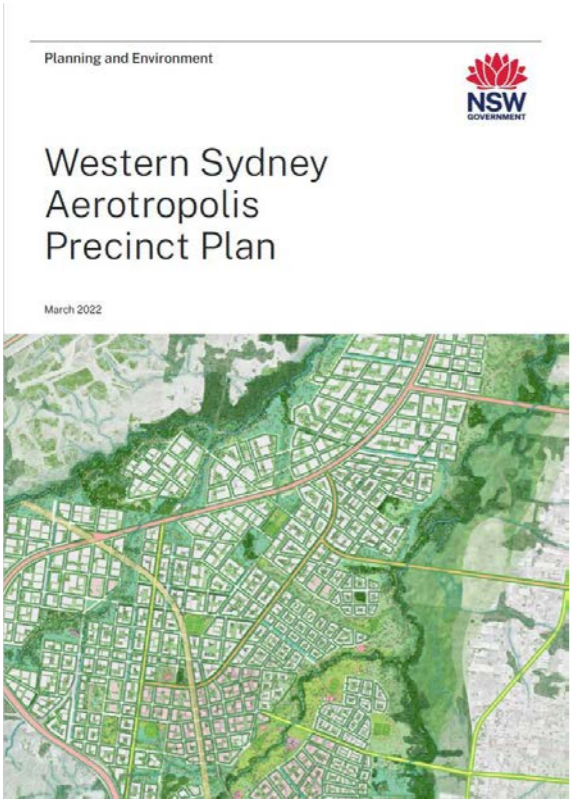 Planning and Environment
NSW
GOVERNMENT
Western Sydney
Aerotropolis
Precinct Plan
March 2022